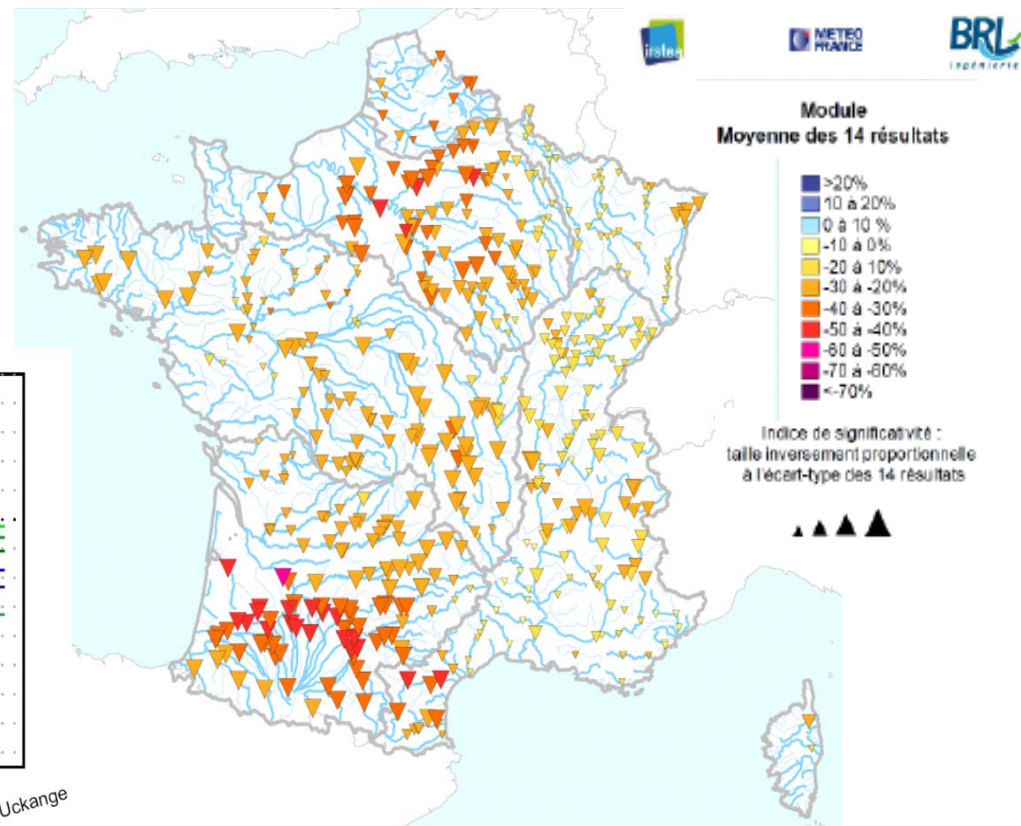 irstea
METEO
FRANCE
BRL
Ingénierie
Module
Moyenne des 14 résultats
>20%
10 à 20%
0 à 10 %
-10 à 0%
-20 à 10%
-30 à -20%
-40 à -30%
-50 à -40%
-60 à -50%
-70 à -60%
<-70%
Indice de significativité :
taille inversement proportionnelle
à l'écart-type des 14 résultats
Uckange